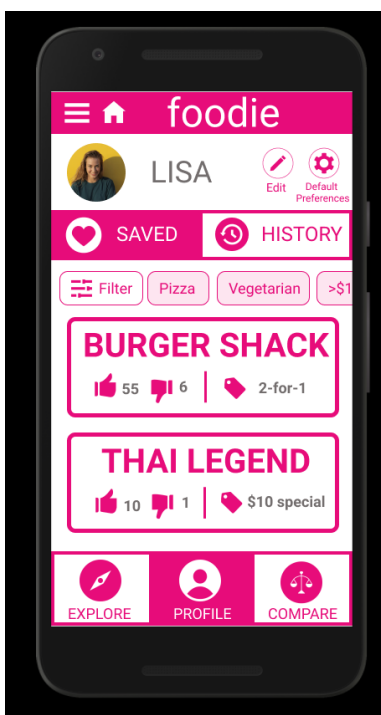 foodie
LISA
Edit
Default
Preferences
SAVED
HISTORY
Filter
Pizza
Vegetarian
>$1
BURGER SHACK
55
6
2-for-1
THAI LEGEND
10
1
$10 special
EXPLORE
PROFILE
COMPARE